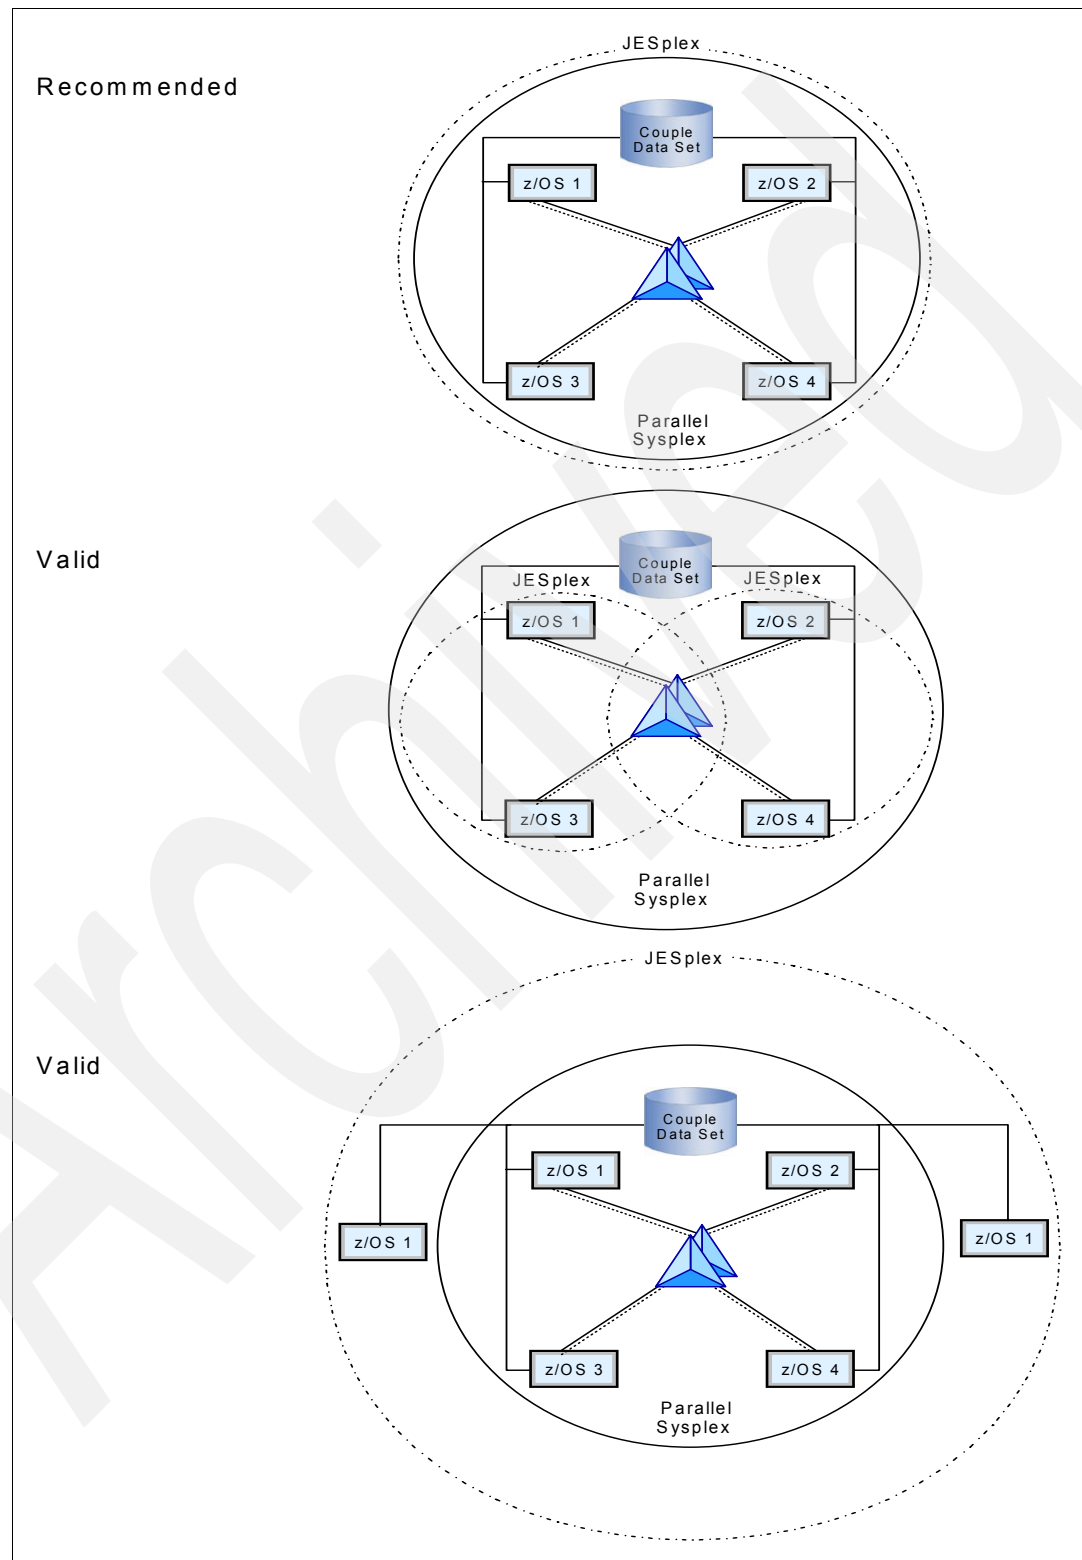 JESplex
Recommended
Couple
Data Set
z/OS 1
z/OS 2
z/OS 3
z/OS 4
Parallel
Sysplex
Valid
Couple
Data Set
JESplex
JESplex
z/OS 1
z/OS 2
z/OS 3
z/OS 4
Parallel
Sysplex
JESplex
Valid
Couple
Data Set
z/OS 1
z/OS 2
z/OS 1
z/OS 1
z/OS 3
z/OS 4
Parallel
Sysplex
Archived